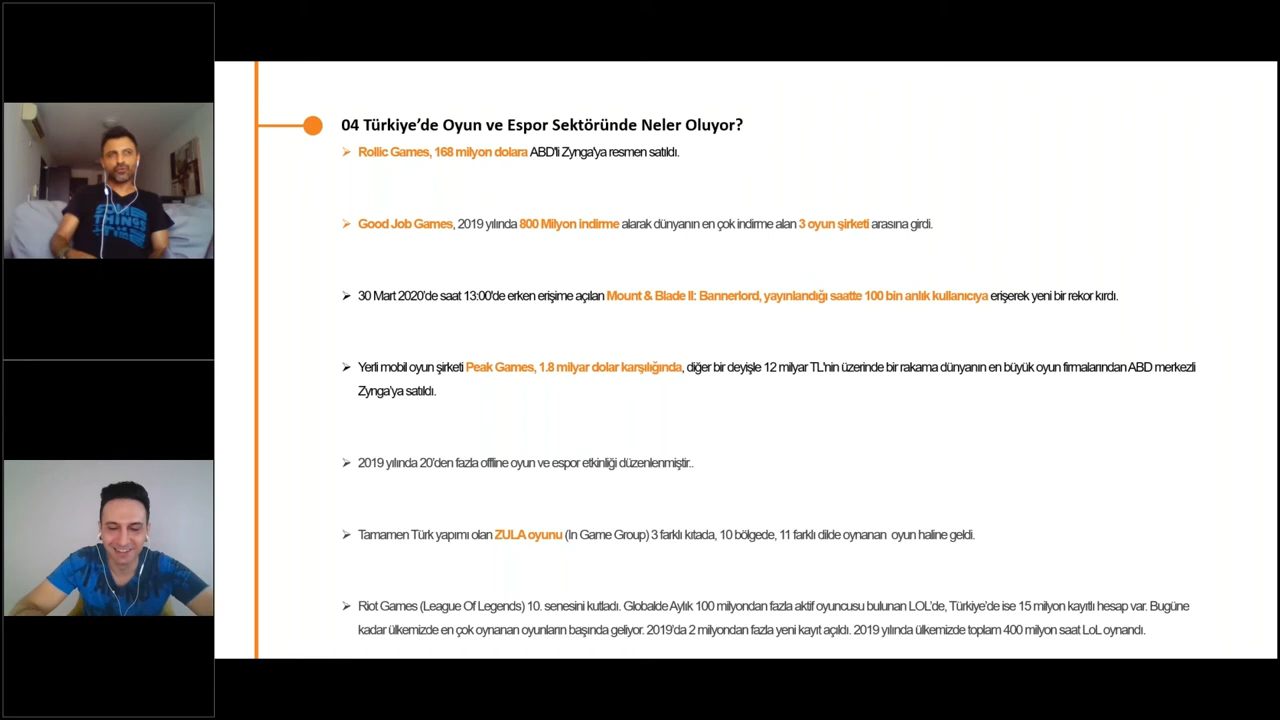 04 Türkiye’de Oyun ve Espor Sektöründe Neler Oluyor?
➢ Rollic Games, 168 milyon dolara ABD'li Zynga'ya resmen satıldı.
➢ Good Job Games, 2019 yılında 800 Milyon indirme alarak dünyanın en çok indirme alan 3 oyun şirketi arasına girdi.
➢ 30 Mart 2020’de saat 13:00'de erken erişime açılan Mount & Blade II: Bannerlord, yayınlandığı saatte 100 bin anlık kullanıcıya erişerek yeni bir rekor kırdı.
➢ Yerli mobil oyun şirketi Peak Games, 1.8 milyar dolar karşılığında, diğer bir deyişle 12 milyar TL'nin üzerinde bir rakama dünyanın en büyük oyun firmalarından ABD merkezli
Zynga’ya satıldı.
➢ 2019 yılında 20’den fazla offline oyun ve espor etkinliği düzenlenmiştir..
➢ Tamamen Türk yapımı olan ZULA oyunu (In Game Group) 3 farklı kıtada, 10 bölgede, 11 farklı dilde oynanan oyun haline geldi.
➢ Riot Games (League Of Legends) 10. senesini kutladı. Globalde Aylık 100 milyondan fazla aktif oyuncusu bulunan LOL’de, Türkiye’de ise 15 milyon kayıtlı hesap var. Bugüne
kadar ülkemizde en çok oynanan oyunların başında geliyor. 2019’da 2 milyondan fazla yeni kayıt açıldı. 2019 yılında ülkemizde toplam 400 milyon saat LoL oynandı.